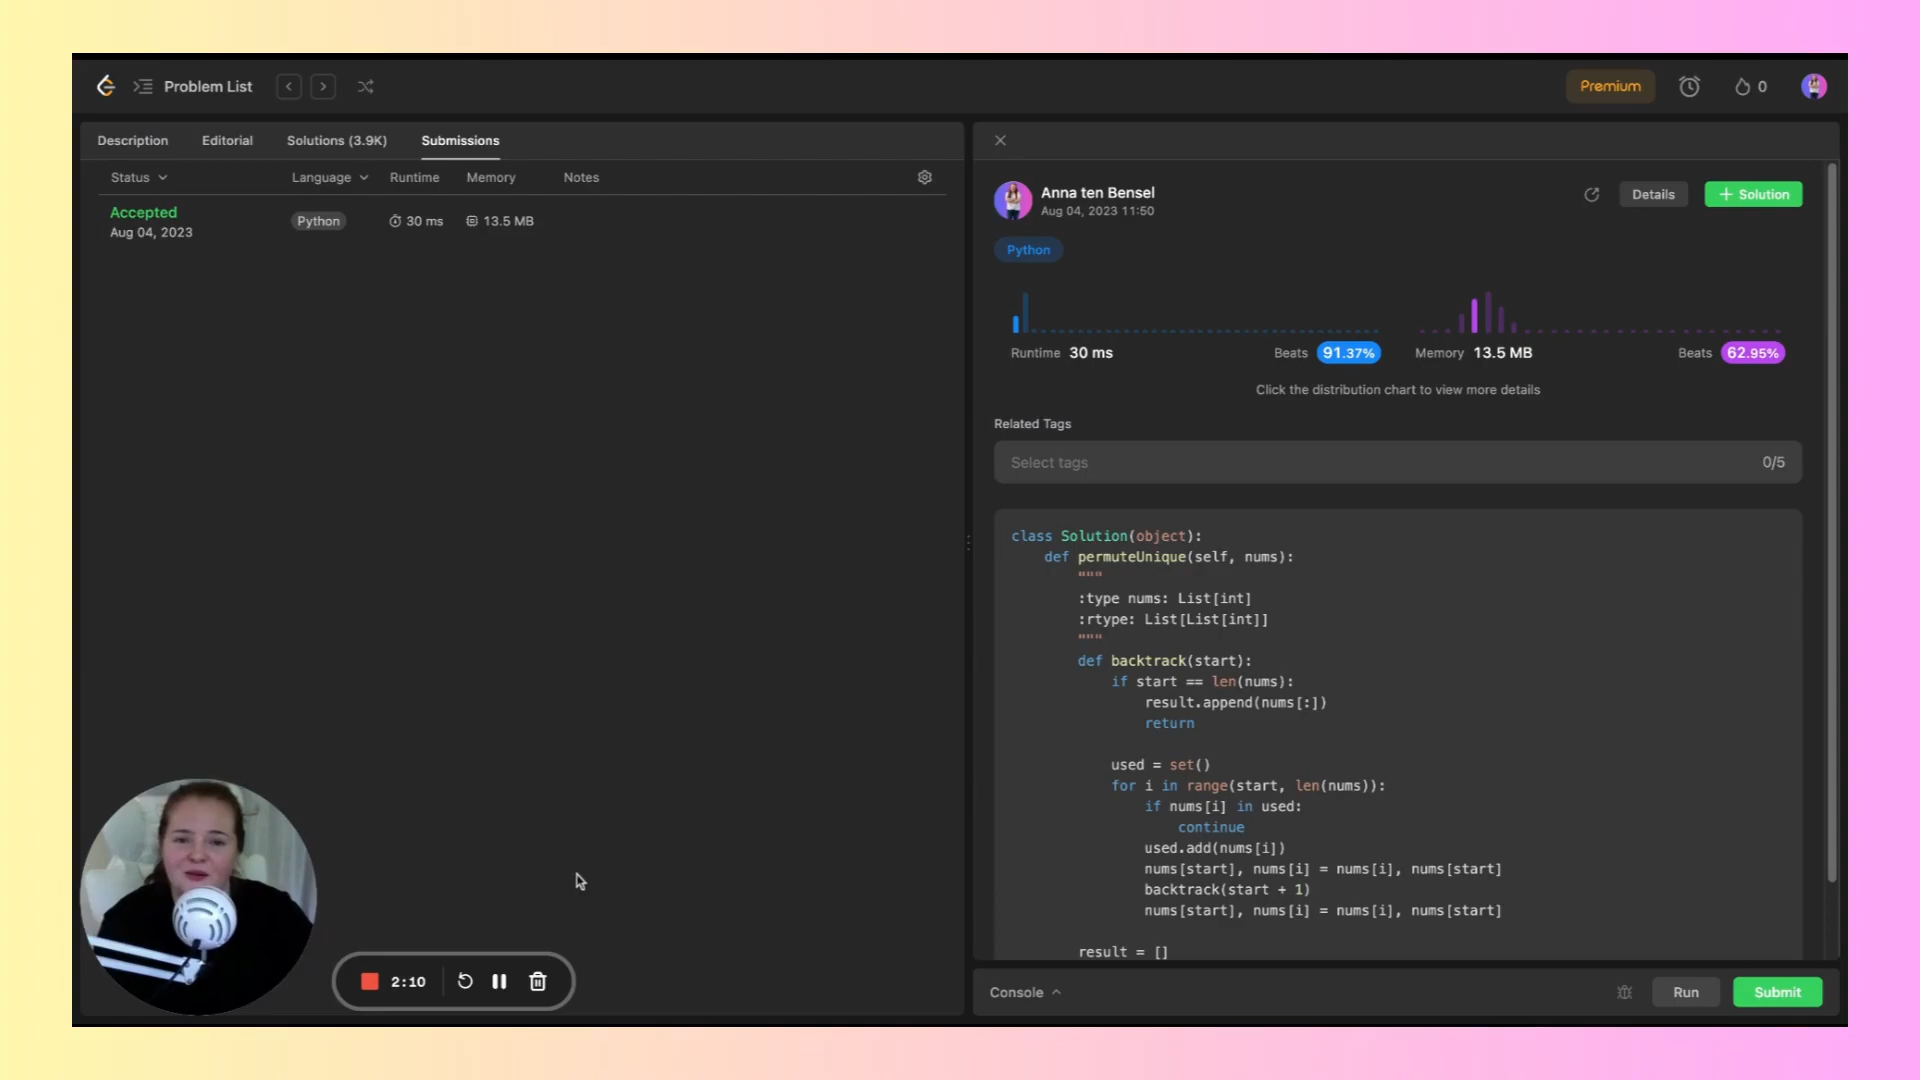 Problem List
Premium
0
Description
Editorial
Solutions (3.9K)
Submissions
Status
Language
Runtime
Memory
Notes
Accepted
Aug 04, 2023
Python
30 ms
13.5 MB
2:10
Anna ten Bensel
Aug 04, 2023 11:50
Details
+ Solution
Python
Runtime 30 ms
Beats 91.37%
Memory 13.5 MB
Beats 62.95%
Click the distribution chart to view more details
Related Tags
Select tags
0/5
class Solution(object):
    def permuteUnique(self, nums):
        """
        :type nums: List[int]
        :rtype: List[List[int]]
        """
        def backtrack(start):
            if start == len(nums):
                result.append(nums[:])
                return
            used = set()
            for i in range(start, len(nums)):
                if nums[i] in used:
                    continue
                used.add(nums[i])
                nums[start], nums[i] = nums[i], nums[start]
                backtrack(start + 1)
                nums[start], nums[i] = nums[i], nums[start]
        result = []
Console
Run
Submit